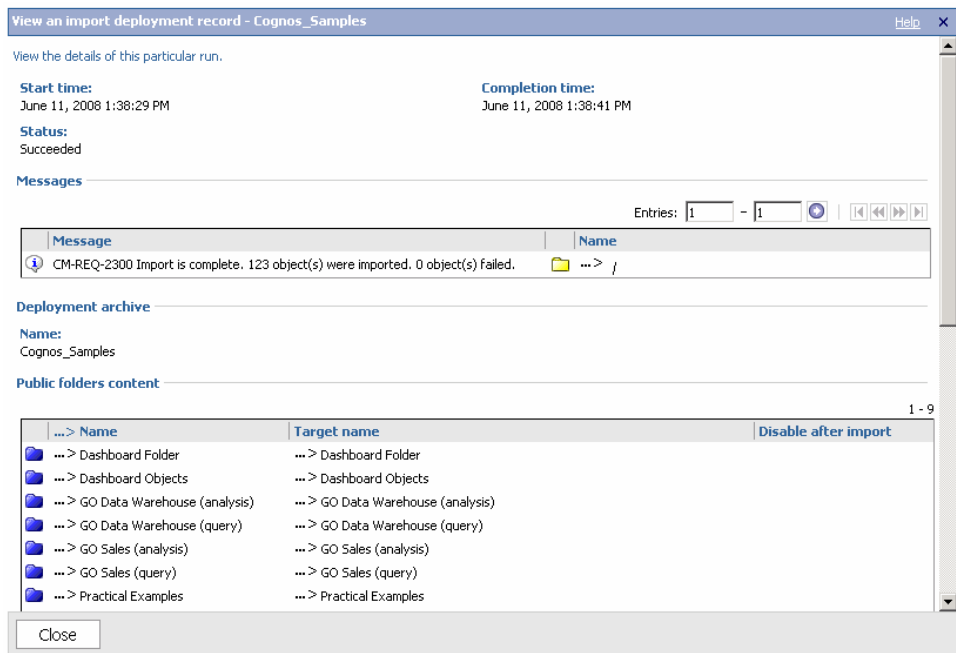 View an import deployment record - Cognos_Samples
Help
View the details of this particular run.
Start time:
June 11, 2008 1:38:29 PM
Completion time:
June 11, 2008 1:38:41 PM
Status:
Succeeded
Messages
Entries: 1 - 1
Message Name
CM-REQ-2300 Import is complete. 123 object(s) were imported. 0 object(s) failed. ...> /
Deployment archive
Name:
Cognos_Samples
Public folders content
1 - 9
...> Name Target name Disable after import
...> Dashboard Folder ...> Dashboard Folder
...> Dashboard Objects ...> Dashboard Objects
...> GO Data Warehouse (analysis) ...> GO Data Warehouse (analysis)
...> GO Data Warehouse (query) ...> GO Data Warehouse (query)
...> GO Sales (analysis) ...> GO Sales (analysis)
...> GO Sales (query) ...> GO Sales (query)
...> Practical Examples ...> Practical Examples
Close